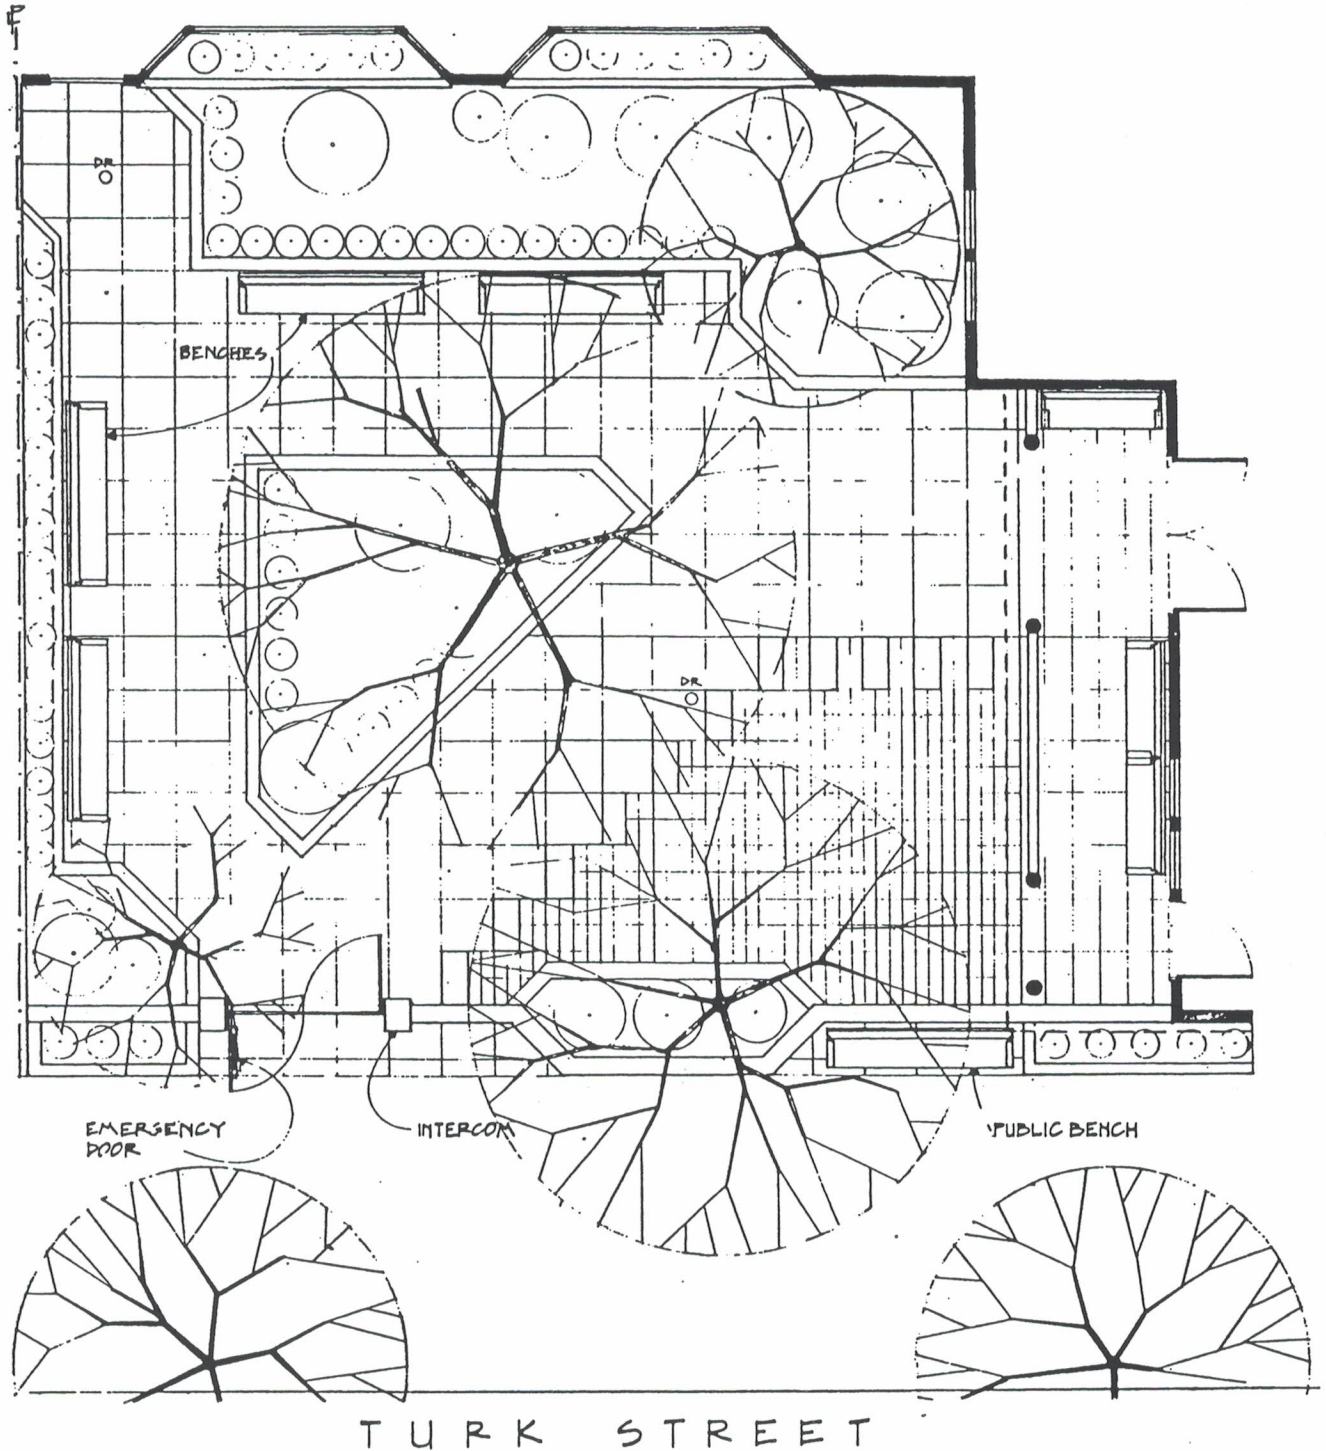 DR
BENCHES
DR
EMERGENCY
DOOR
INTERCOM
PUBLIC BENCH
TURK STREET